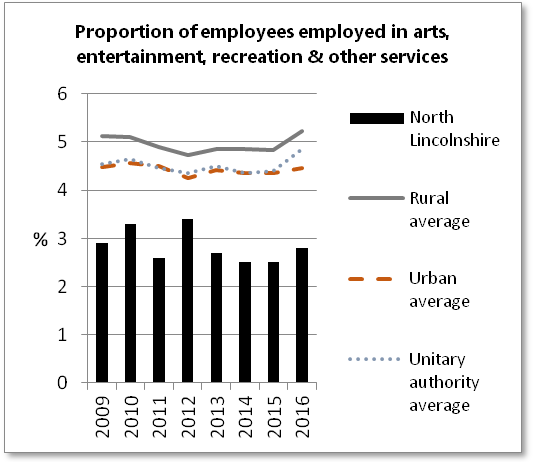 Proportion of employees employed in arts,
entertainment, recreation & other services
6
5
4
3
2
1
0
%
2009
2010
2011
2012
2013
2014
2015
2016
North
Lincolnshire
Rural
average
Urban
average
Unitary
authority
average